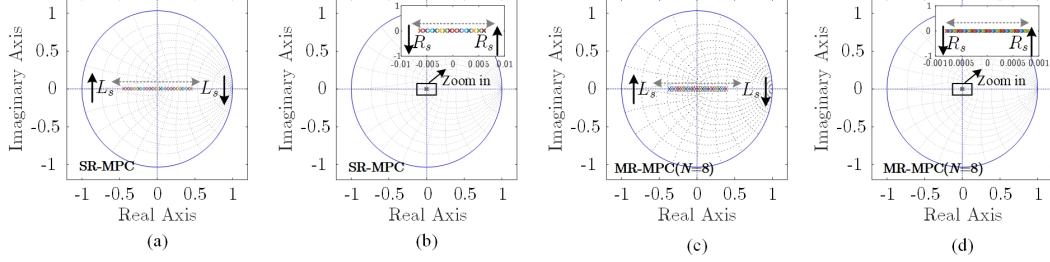 1
0.5
0
-0.5
-1
Imaginary Axis
L_s
L_s
SR-MPC
-1 -0.5 0 0.5 1
Real Axis
(a)
1
0.5
0
-0.5
-1
Imaginary Axis
1
0
-1
R_s
R_s
-0.01 -0.005 0 0.005 0.01
Zoom in
SR-MPC
-1 -0.5 0 0.5 1
Real Axis
(b)
1
0.5
0
-0.5
-1
Imaginary Axis
L_s
L_s
MR-MPC(N=8)
-1 -0.5 0 0.5 1
Real Axis
(c)
1
0.5
0
-0.5
-1
Imaginary Axis
1
0
-1
R_s
R_s
-0.001 -0.0005 0 0.0005 0.001
Zoom in
MR-MPC(N=8)
-1 -0.5 0 0.5 1
Real Axis
(d)